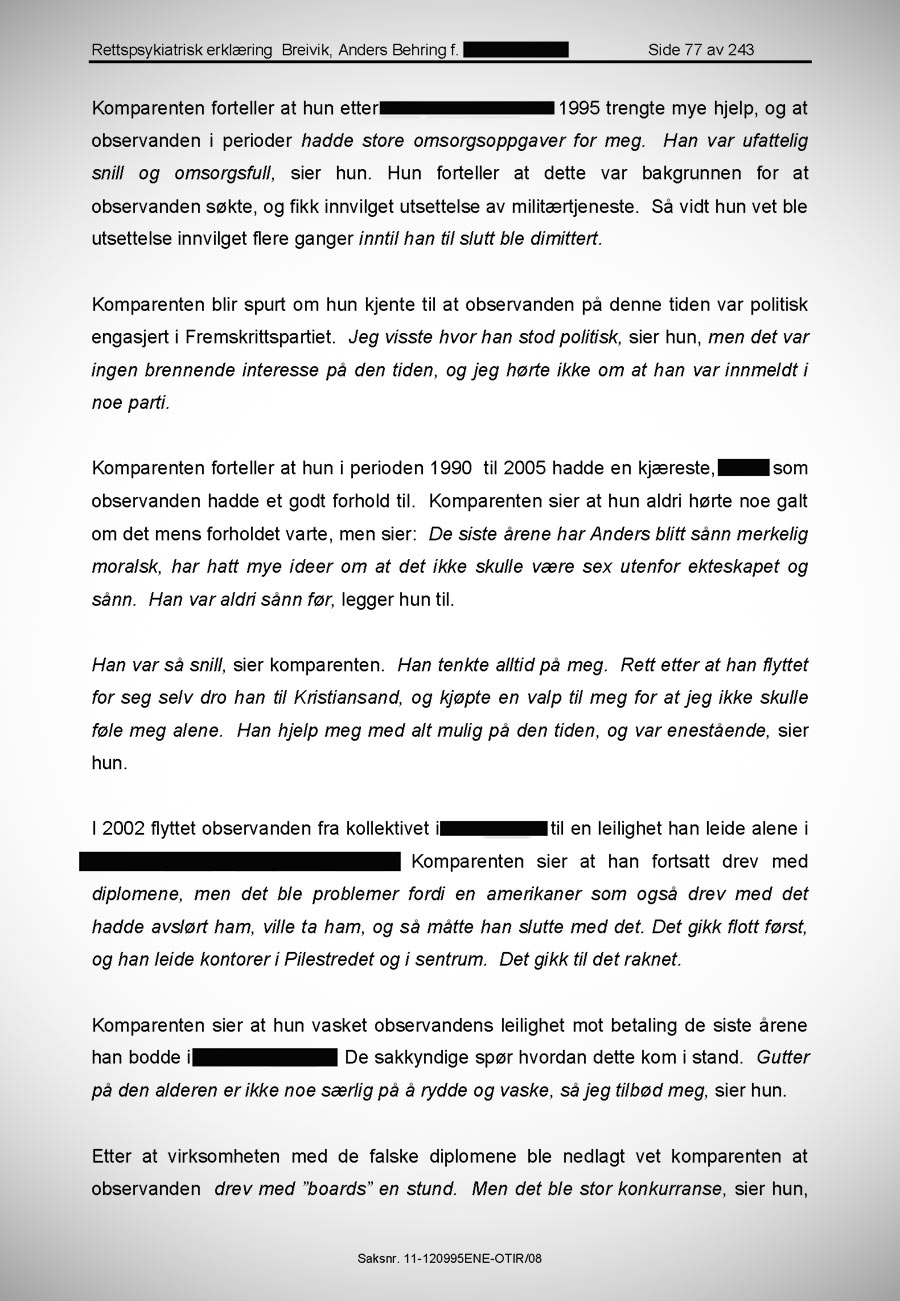 Rettspsykiatrisk erklæring Breivik, Anders Behring f. Side 77 av 243
Komparenten forteller at hun etter 1995 trengte mye hjelp, og at
observanden i perioder hadde store omsorgsoppgaver for meg. Han var ufattelig
snill og omsorgsfull, sier hun. Hun forteller at dette var bakgrunnen for at
observanden søkte, og fikk innvilget utsettelse av militærtjeneste. Så vidt hun vet ble
utsettelse innvilget flere ganger inntil han til slutt ble dimittert.
Komparenten blir spurt om hun kjente til at observanden på denne tiden var politisk
engasjert i Fremskrittspartiet. Jeg visste hvor han stod politisk, sier hun, men det var
ingen brennende interesse på den tiden, og jeg hørte ikke om at han var innmeldt i
noe parti.
Komparenten forteller at hun i perioden 1990 til 2005 hadde en kjæreste, som
observanden hadde et godt forhold til. Komparenten sier at hun aldri hørte noe galt
om det mens forholdet varte, men sier: De siste årene har Anders blitt sånn merkelig
moralsk, har hatt mye ideer om at det ikke skulle være sex utenfor ekteskapet og
sånn. Han var aldri sånn før, legger hun til.
Han var så snill, sier komparenten. Han tenkte alltid på meg. Rett etter at han flyttet
for seg selv dro han til Kristiansand, og kjøpte en valp til meg for at jeg ikke skulle
føle meg alene. Han hjelp meg med alt mulig på den tiden, og var enestående, sier
hun.
I 2002 flyttet observanden fra kollektivet i til en leilighet han leide alene i
Komparenten sier at han fortsatt drev med
diplomene, men det ble problemer fordi en amerikaner som også drev med det
hadde avslørt ham, ville ta ham, og så måtte han slutte med det. Det gikk flott først,
og han leide kontorer i Pilestredet og i sentrum. Det gikk til det raknet.
Komparenten sier at hun vasket observandens leilighet mot betaling de siste årene
han bodde i De sakkyndige spør hvordan dette kom i stand. Gutter
på den alderen er ikke noe særlig på å rydde og vaske, så jeg tilbød meg, sier hun.
Etter at virksomheten med de falske diplomene ble nedlagt vet komparenten at
observanden drev med ”boards” en stund. Men det ble stor konkurranse, sier hun,
Saksnr. 11-120995ENE-OTIR/08